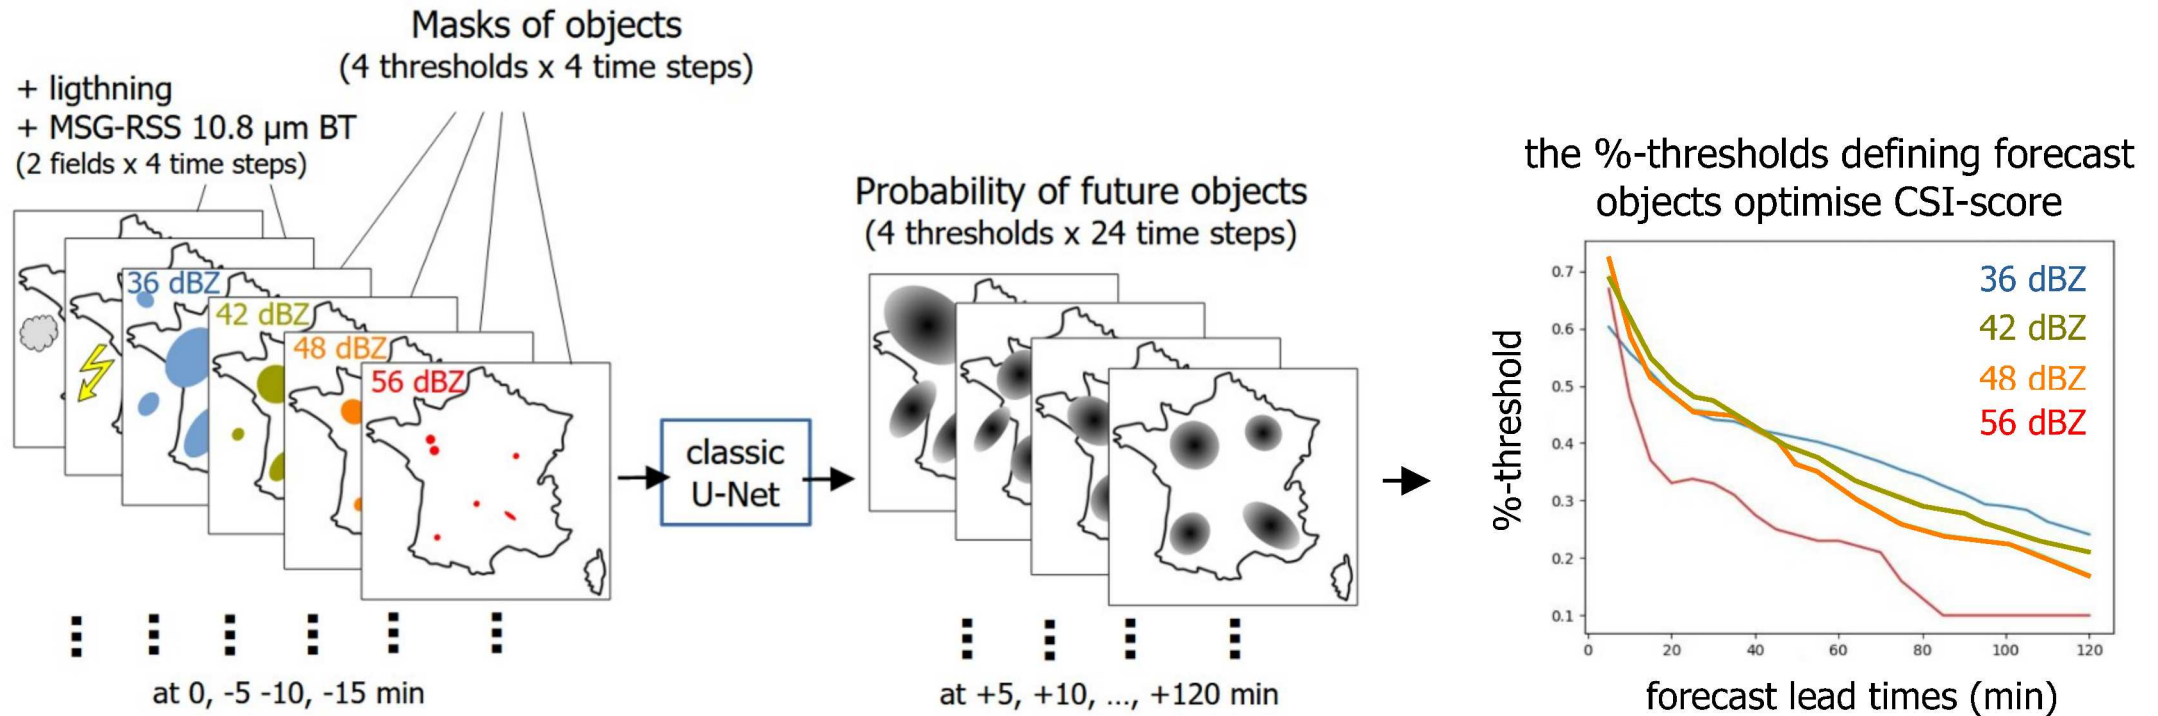 Masks of objects
(4 thresholds x 4 time steps)
+ ligthning
+ MSG-RSS 10.8 µm BT
(2 fields x 4 time steps)
36 dBZ
42 dBZ
48 dBZ
56 dBZ
at 0, -5 -10, -15 min
classic
U-Net
Probability of future objects
(4 thresholds x 24 time steps)
at +5, +10, ..., +120 min
the %-thresholds defining forecast
objects optimise CSI-score
36 dBZ
42 dBZ
48 dBZ
56 dBZ
%-threshold
0.7
0.6
0.5
0.4
0.3
0.2
0.1
0 20 40 60 80 100 120
forecast lead times (min)